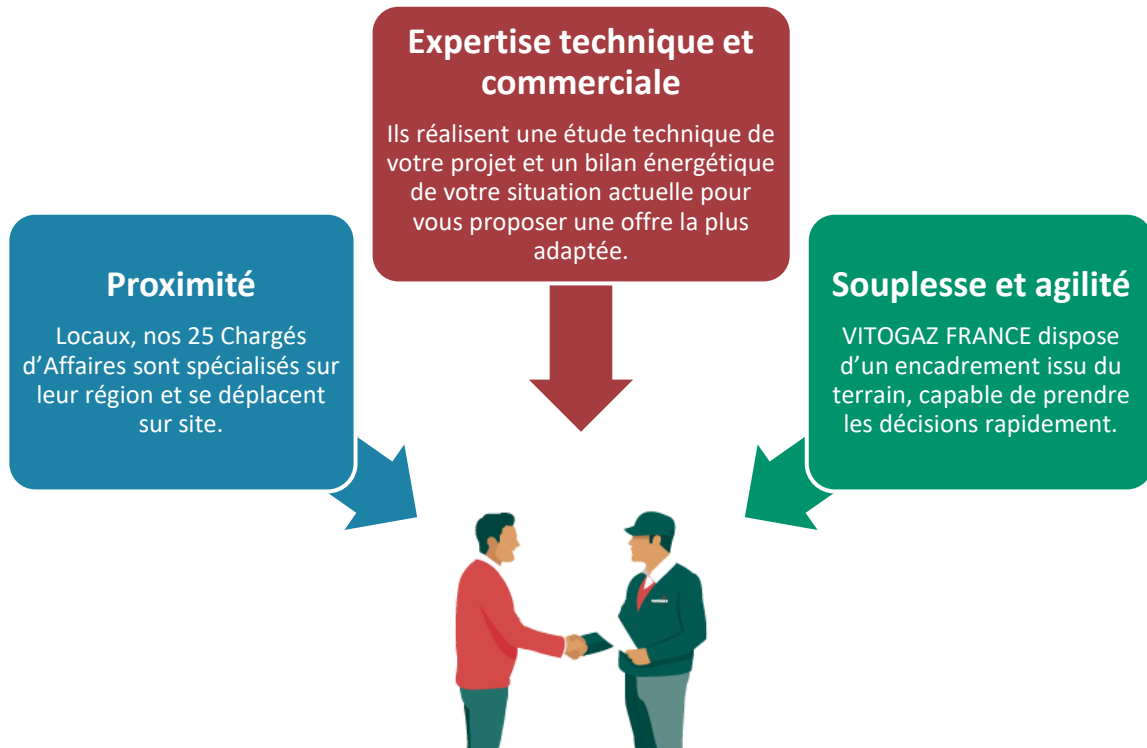 Expertise technique et
commerciale
Ils réalisent une étude technique de
votre projet et un bilan énergétique
de votre situation actuelle pour
vous proposer une offre la plus
adaptée.
Proximité
Locaux, nos 25 Chargés
d’Affaires sont spécialisés sur
leur région et se déplacent
sur site.
Souplesse et agilité
VITOGAZ FRANCE dispose
d’un encadrement issu du
terrain, capable de prendre
les décisions rapidement.